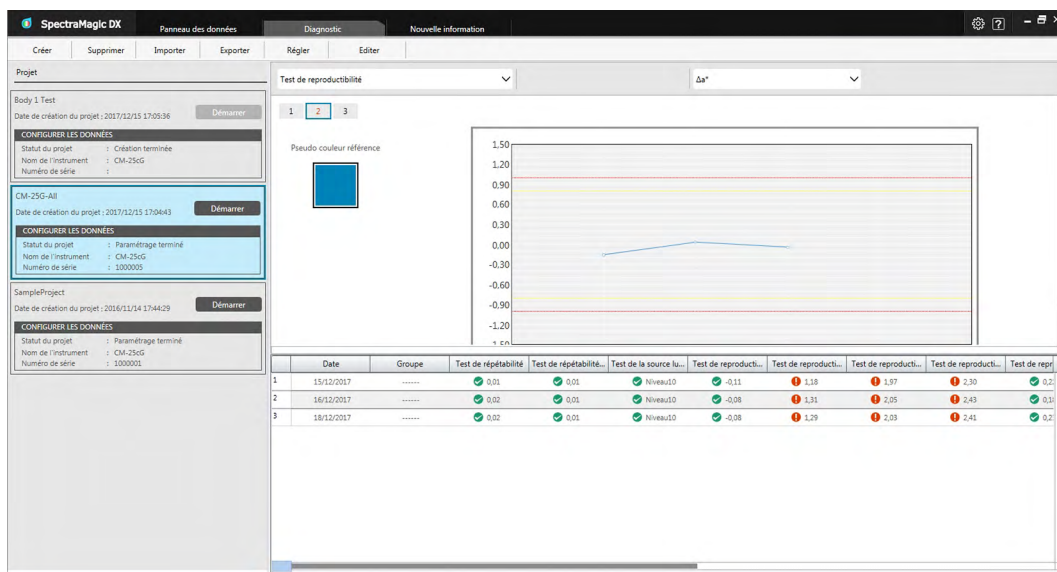 SpectraMagic DX
Panneau des données
Diagnostic
Nouvelle information
Créer
Supprimer
Importer
Exporter
Régler
Editer
Projet
Body 1 Test
Date de création du projet : 2017/12/15 17:05:36
Démarrer
CONFIGURER LES DONNÉES
Statut du projet : Création terminée
Nom de l'instrument : CM-25cG
Numéro de série :
CM-25G-All
Date de création du projet : 2017/12/15 17:04:43
Démarrer
CONFIGURER LES DONNÉES
Statut du projet : Paramétrage terminé
Nom de l'instrument : CM-25cG
Numéro de série : 1000005
SampleProject
Date de création du projet : 2016/11/14 17:44:29
Démarrer
CONFIGURER LES DONNÉES
Statut du projet : Paramétrage terminé
Nom de l'instrument : CM-25cG
Numéro de série : 1000001
Test de reproductibilité
Δa*
1 2 3
Pseudo couleur référence
1.50
1.20
0.90
0.60
0.30
0.00
-0.30
-0.60
-0.90
-1.20
Date Groupe Test de répétabilité Test de répétabilité... Test de la source lu... Test de reproducti... Test de reproducti... Test de reproducti... Test de reproducti... Test de repr
1 15/12/2017 ------ 0,01 0,01 Niveau10 -0,11 1,18 1,97 2,30
2 16/12/2017 ------ 0,02 0,01 Niveau10 -0,08 1,31 2,05 2,43
3 18/12/2017 ------ 0,02 0,01 Niveau10 -0,08 1,29 2,03 2,41